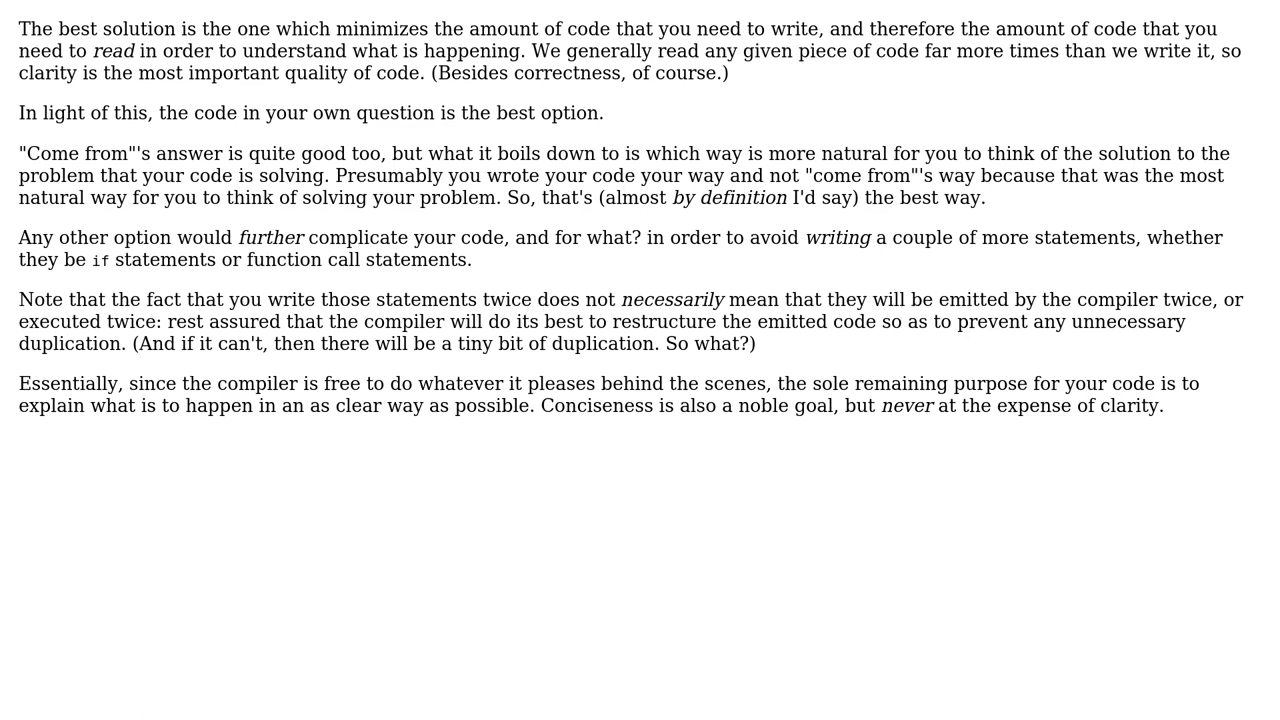 The best solution is the one which minimizes the amount of code that you need to write, and therefore the amount of code that you
need to read in order to understand what is happening. We generally read any given piece of code far more times than we write it, so
clarity is the most important quality of code. (Besides correctness, of course.)
In light of this, the code in your own question is the best option.
"Come from"'s answer is quite good too, but what it boils down to is which way is more natural for you to think of the solution to the
problem that your code is solving. Presumably you wrote your code your way and not "come from"'s way because that was the most
natural way for you to think of solving your problem. So, that's (almost by definition I'd say) the best way.
Any other option would further complicate your code, and for what? in order to avoid writing a couple of more statements, whether
they be if statements or function call statements.
Note that the fact that you write those statements twice does not necessarily mean that they will be emitted by the compiler twice, or
executed twice: rest assured that the compiler will do its best to restructure the emitted code so as to prevent any unnecessary
duplication. (And if it can't, then there will be a tiny bit of duplication. So what?)
Essentially, since the compiler is free to do whatever it pleases behind the scenes, the sole remaining purpose for your code is to
explain what is to happen in an as clear way as possible. Conciseness is also a noble goal, but never at the expense of clarity.